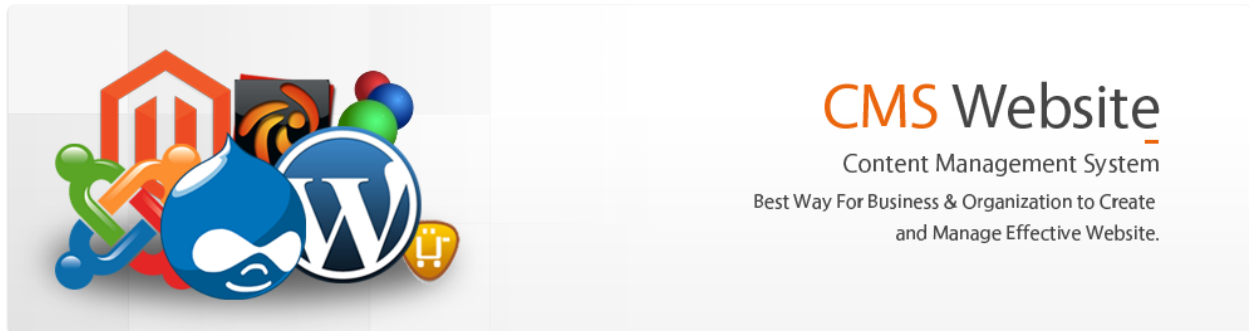 CMS Website
Content Management System
Best Way For Business & Organization to Create
and Manage Effective Website.
W
ü